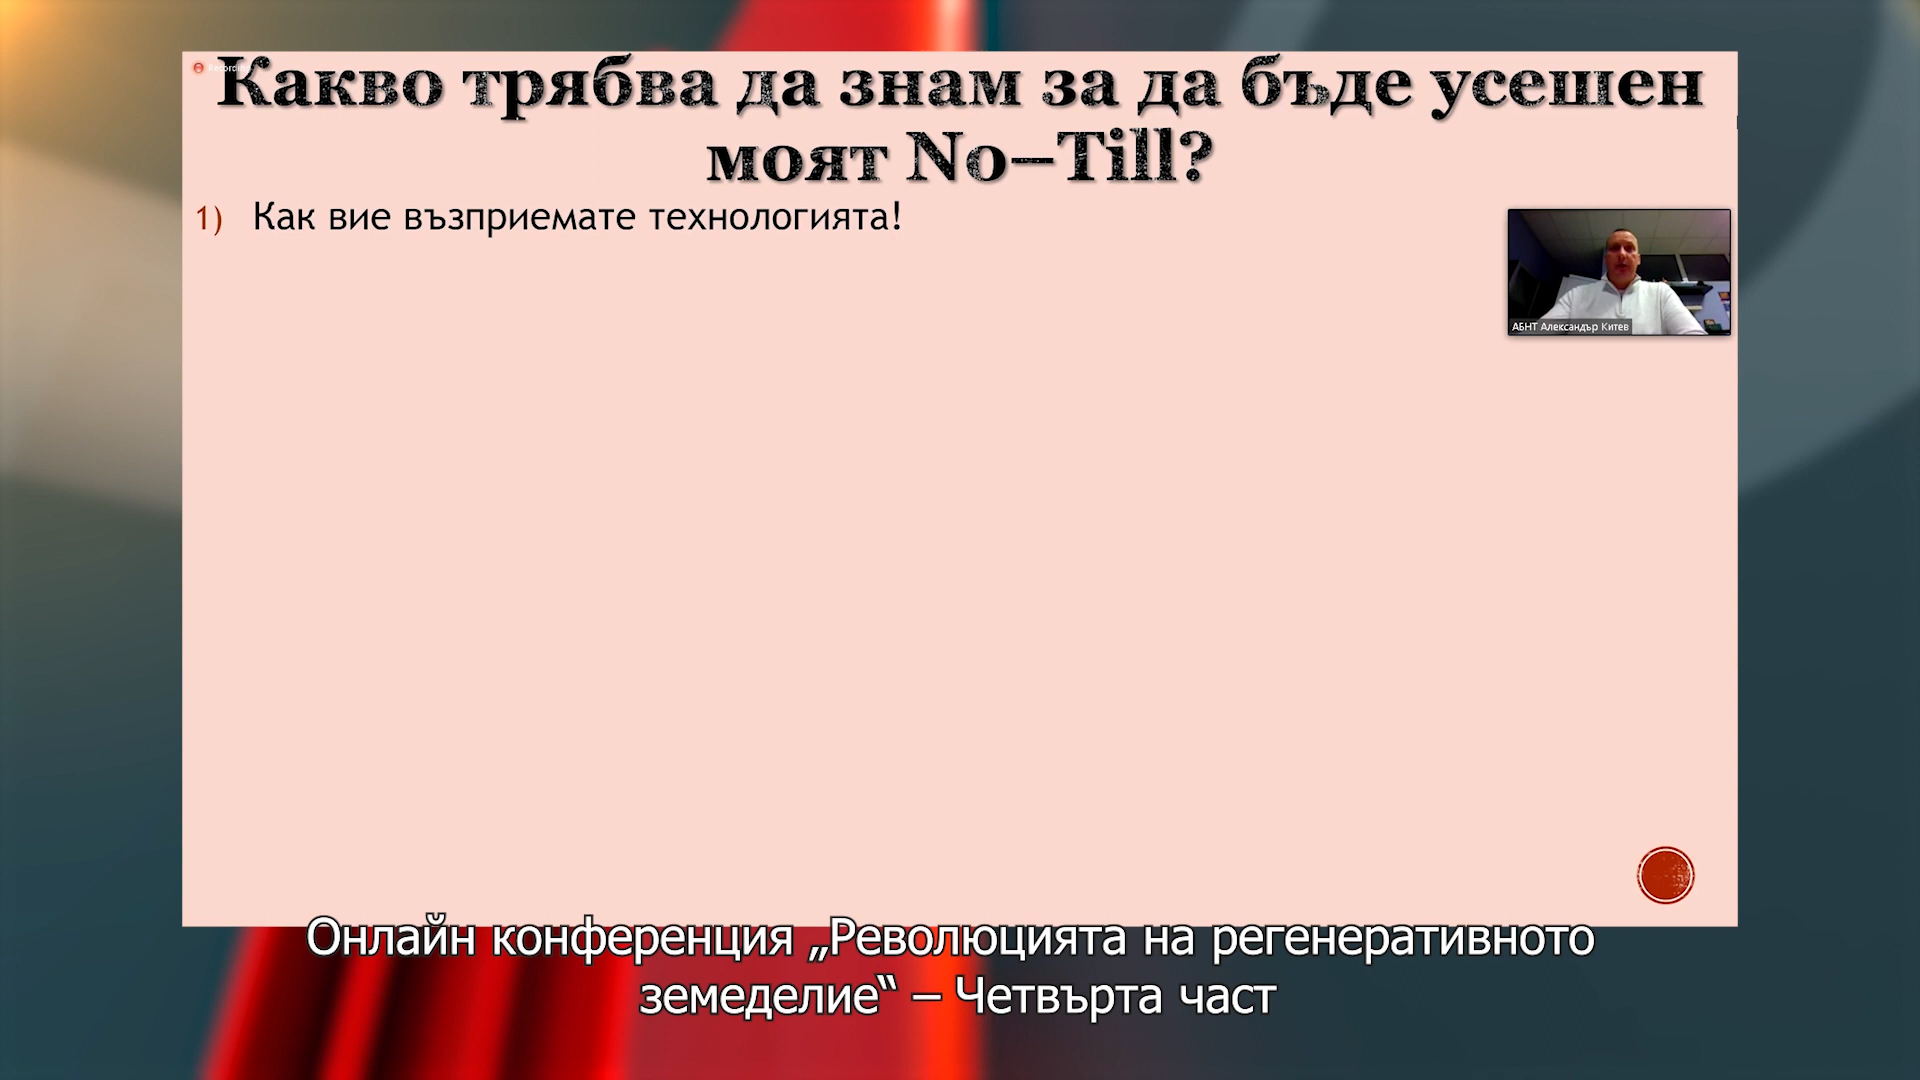 Recording
Какво трябва да знам за да бъде усешен
моят No–Till?
1) Как вие възприемате технологията!
АБНТ Александър Китев
Онлайн конференция „Революцията на регенеративното
земеделие“ – Четвърта част